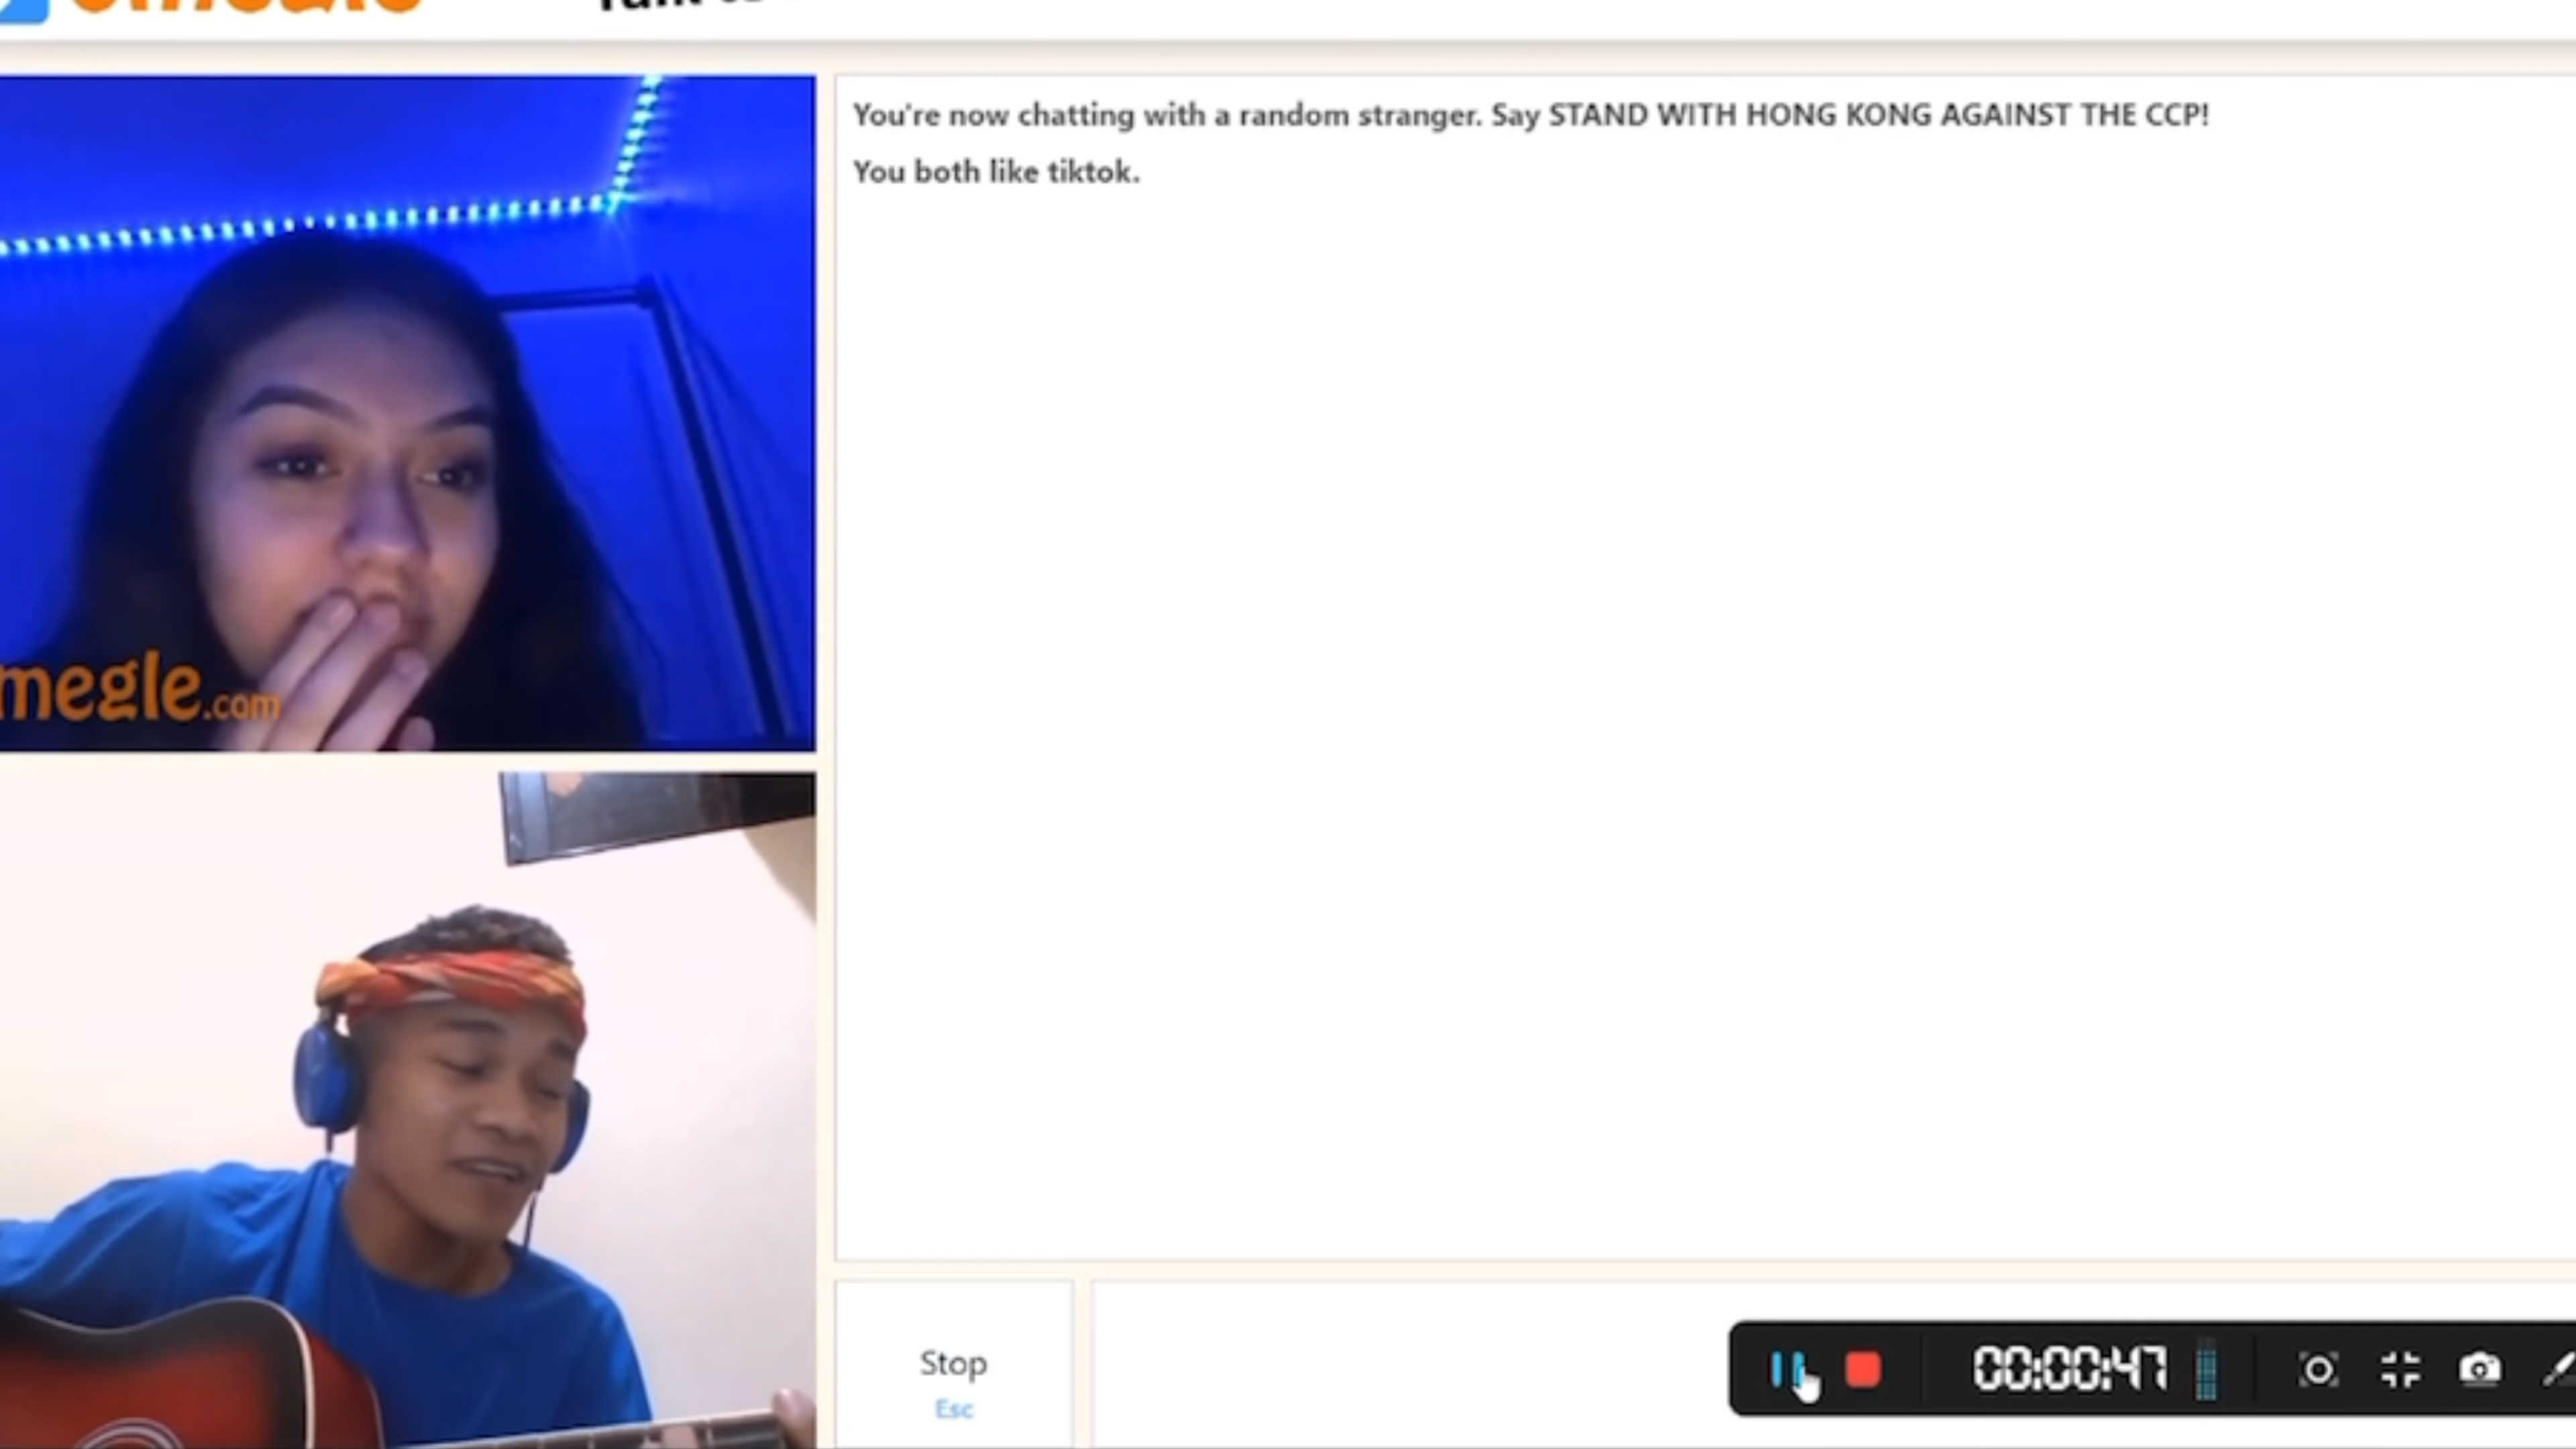 You're now chatting with a random stranger. Say STAND WITH HONG KONG AGAINST THE CCP!
You both like tiktok.
megle.com
Stop
Esc
00:00:47